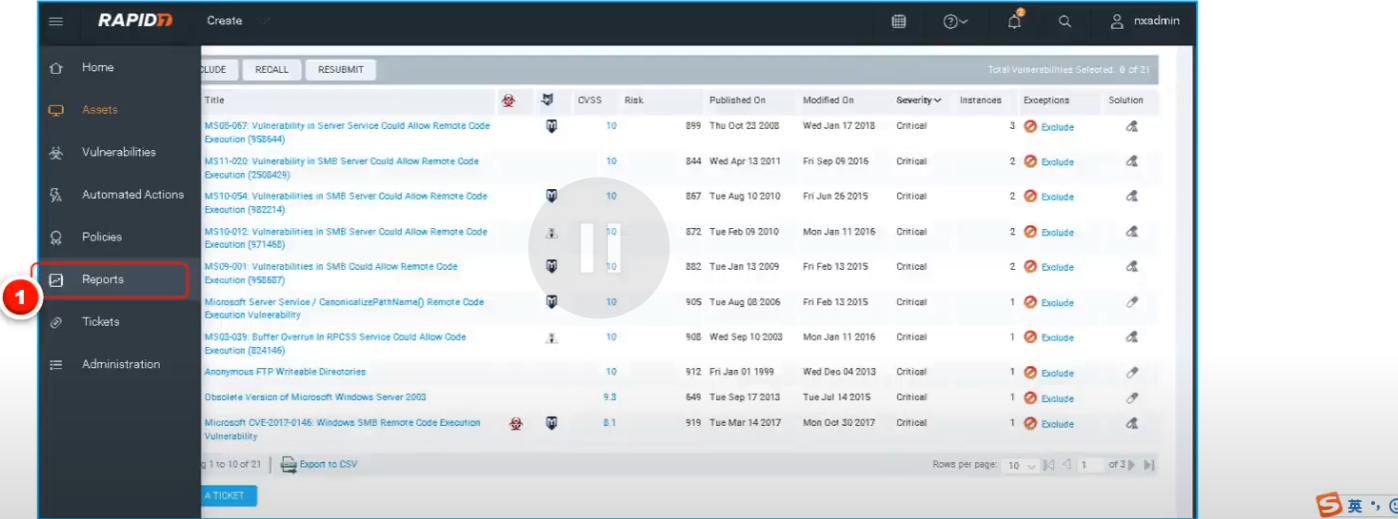 RAPID7 Create nxadmin
Home
Assets
Vulnerabilities
Automated Actions
Policies
Reports
1
Tickets
Administration
CLUDE RECALL RESUBMIT Total Vulnerabilities Selected: 0 of 21
Title CVSS Risk Published On Modified On Severity Instances Exceptions Solution
MS08-067: Vulnerability in Server Service Could Allow Remote Code 10 899 Thu Oct 23 2008 Wed Jan 17 2018 Critical 3 Exclude
Execution (958644)
MS11-020: Vulnerability in SMB Server Could Allow Remote Code 10 844 Wed Apr 13 2011 Fri Sep 09 2016 Critical 2 Exclude
Execution (2508429)
MS10-054: Vulnerabilities in SMB Server Could Allow Remote Code 10 867 Tue Aug 10 2010 Fri Jun 26 2015 Critical 2 Exclude
Execution (982214)
MS10-012: Vulnerabilities in SMB Server Could Allow Remote Code 10 872 Tue Feb 09 2010 Mon Jan 11 2016 Critical 2 Exclude
Execution (971468)
MS09-001: Vulnerabilities in SMB Could Allow Remote Code 10 882 Tue Jan 13 2009 Fri Feb 13 2015 Critical 2 Exclude
Execution (958687)
Microsoft Server Service / CanonicalizePathName() Remote Code 10 905 Tue Aug 08 2006 Fri Feb 13 2015 Critical 1 Exclude
Execution Vulnerability
MS03-039: Buffer Overrun In RPCSS Service Could Allow Code 10 908 Wed Sep 10 2003 Mon Jan 11 2016 Critical 1 Exclude
Execution (824146)
Anonymous FTP Writeable Directories 10 912 Fri Jan 01 1999 Wed Dec 04 2013 Critical 1 Exclude
Obsolete Version of Microsoft Windows Server 2003 9.3 649 Tue Sep 17 2013 Tue Jul 14 2015 Critical 1 Exclude
Microsoft CVE-2017-0146: Windows SMB Remote Code Execution 8.1 919 Tue Mar 14 2017 Mon Oct 30 2017 Critical 1 Exclude
Vulnerability
g 1 to 10 of 21 Export to CSV Rows per page: 10 1 of 3
A TICKET
英